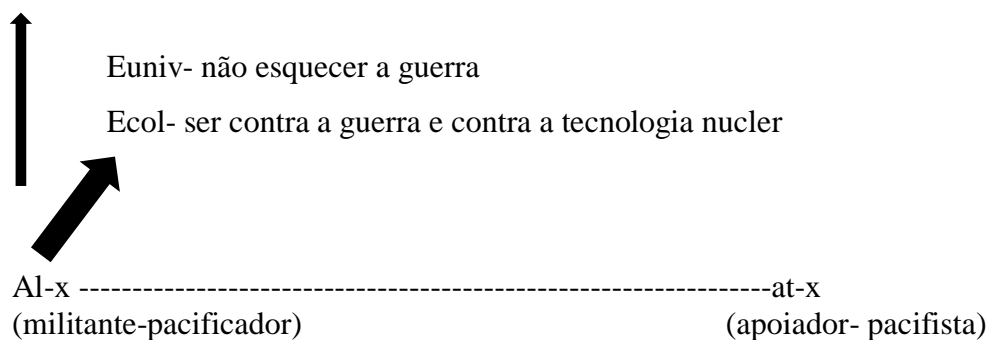 Euniv- não esquecer a guerra
Ecol- ser contra a guerra e contra a tecnologia nucler
Al-x -----------------------------------------------------------------at-x
(militante-pacificador) (apoiador- pacifista)